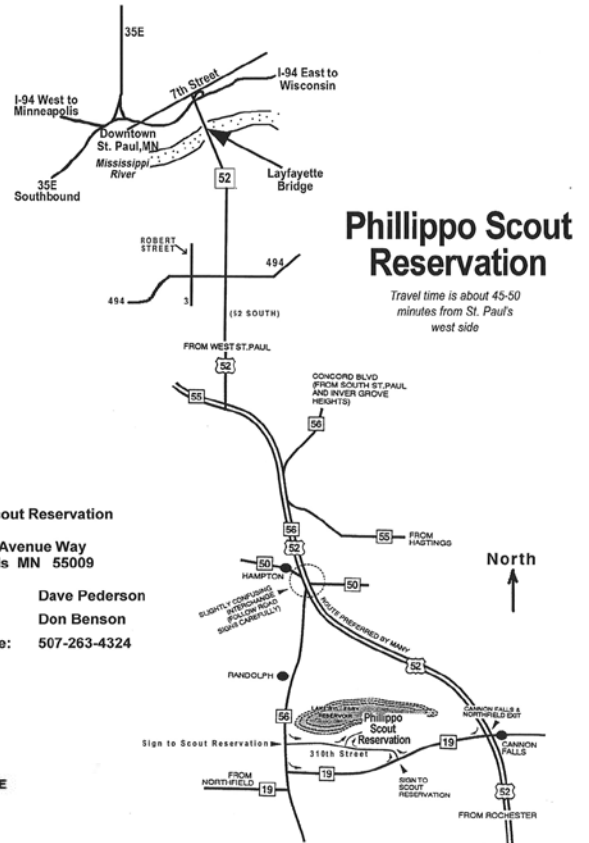 35E
7th Street
I-94 East to
Wisconsin
I-94 West to
Minneapolis
Downtown
St. Paul,MN
Mississippi
River
35E
Southbound
52
Layfayette
Bridge
Phillippo Scout
Reservation
Travel time is about 45-50
minutes from St. Paul's
west side
ROBERT
STREET
494
494
3
(52 SOUTH)
FROM WEST ST.PAUL
52
55
CONCORD BLVD
(FROM SOUTH ST.PAUL
AND INVER GROVE
HEIGHTS)
56
out Reservation
Avenue Way
s MN 55009
Dave Pederson
Don Benson
e: 507-263-4324
56
52
55
FROM
HASTINGS
50
HAMPTON
50
SLIGHTLY CONFUSING
INTERCHANGE
(FOLLOW ROAD
SIGNS CAREFULLY)
North
ROUTE PREFERRED BY MANY
52
RANDOLPH
RESERVOIR
56
Phillippo
Scout
Reservation
CANNON FALLS &
NORTHFIELD EXIT
Sign to Scout Reservation
310th Street
19
CANNON
FALLS
19
FROM
NORTHFIELD
19
SIGN TO
SCOUT
RESERVATION
52
FROM ROCHESTER
E